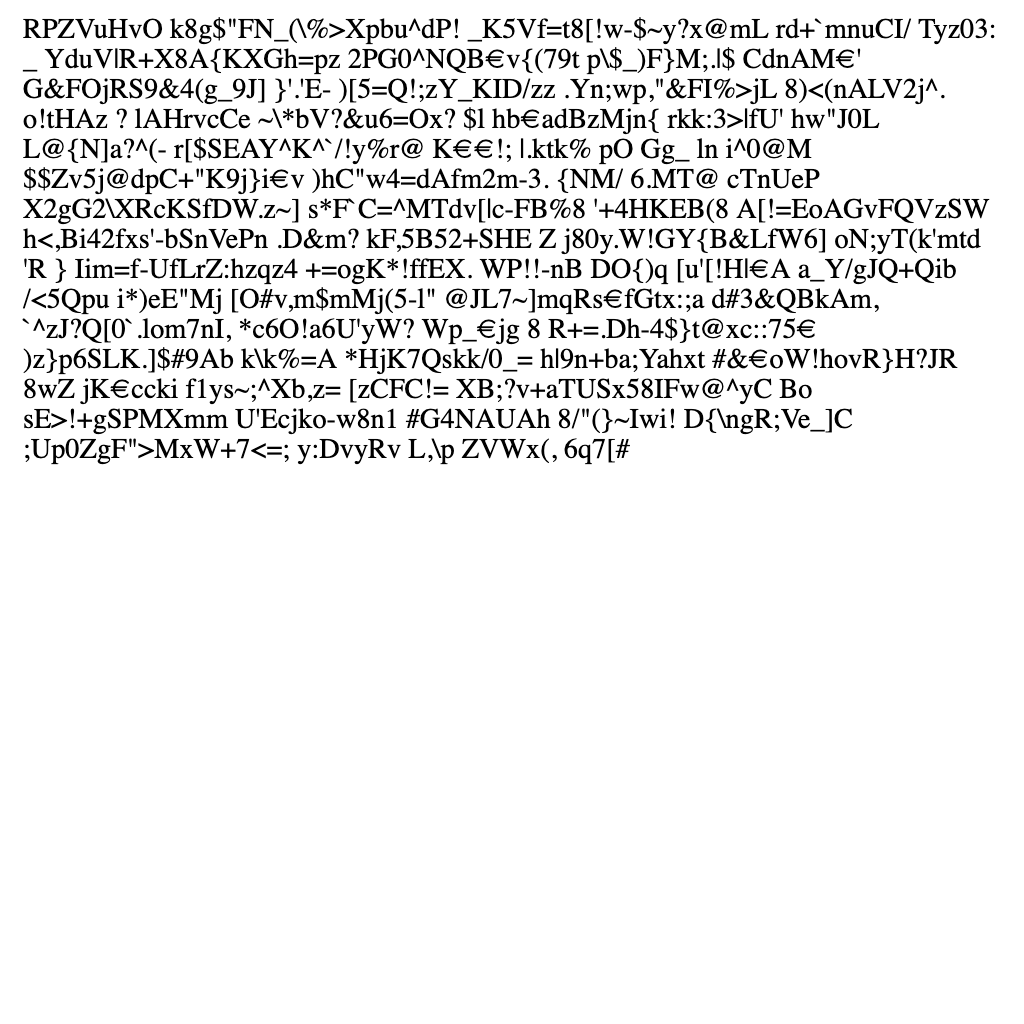 RPZVuHvO k8g$"FN_(\%>Xpbu^dP! _K5Vf=t8[!w-$~y?x@mL rd+`mnuCI/ Tyz03:
_ YduV|R+X8A{KXGh=pz 2PG0^NQB€v{(79t p\$_)F}M;.|$ CdnAM€'
G&FOjRS9&4(g_9J] }'.'E- )[5=Q!;zY_KID/zz .Yn;wp,"&FI%>jL 8)<(nALV2j^.
o!tHAz ? lAHrvcCe ~\*bV?&u6=Ox? $l hb€adBzMjn{ rkk:3>|fU' hw"J0L
L@{N]a?^(- r[$SEAY^K^`/!y%r@ K€€!; |.ktk% pO Gg_ ln i^0@M
$$Zv5j@dpC+"K9j}i€v )hC"w4=dAfm2m-3. {NM/ 6.MT@ cTnUeP
X2gG2\XRcKSfDW.z~] s*F`C=^MTdv[|c-FB%8 '+4HKEB(8 A[!=EoAGvFQVzSW
h<,Bi42fxs'-bSnVePn .D&m? kF,5B52+SHE Z j80y.W!GY{B&LfW6] oN;yT(k'mtd
'R } Iim=f-UfLrZ:hzqz4 +=ogK*!ffEX. WP!!-nB DO{)q [u'[!H|€A a_Y/gJQ+Qib
/<5Qpu i*)eE"Mj [O#v,m$mMj(5-l" @JL7~]mqRs€fGtx:;a d#3&QBkAm,
`^zJ?Q[0`.lom7nI, *c6O!a6U'yW? Wp_€jg 8 R+=.Dh-4$}t@xc::75€
)z}p6SLK.]$#9Ab k\k%=A *HjK7Qskk/0_= h|9n+ba;Yahxt #&€oW!hovR}H?JR
8wZ jK€ccki f1ys~;^Xb,z= [zCFC!= XB;?v+aTUSx58IFw@^yC Bo
sE>!+gSPMXmm U'Ecjko-w8n1 #G4NAUAh 8/"(}~Iwi! D{\ngR;Ve_]C
;Up0ZgF">MxW+7<=; y:DvyRv L,\p ZVWx(, 6q7[#